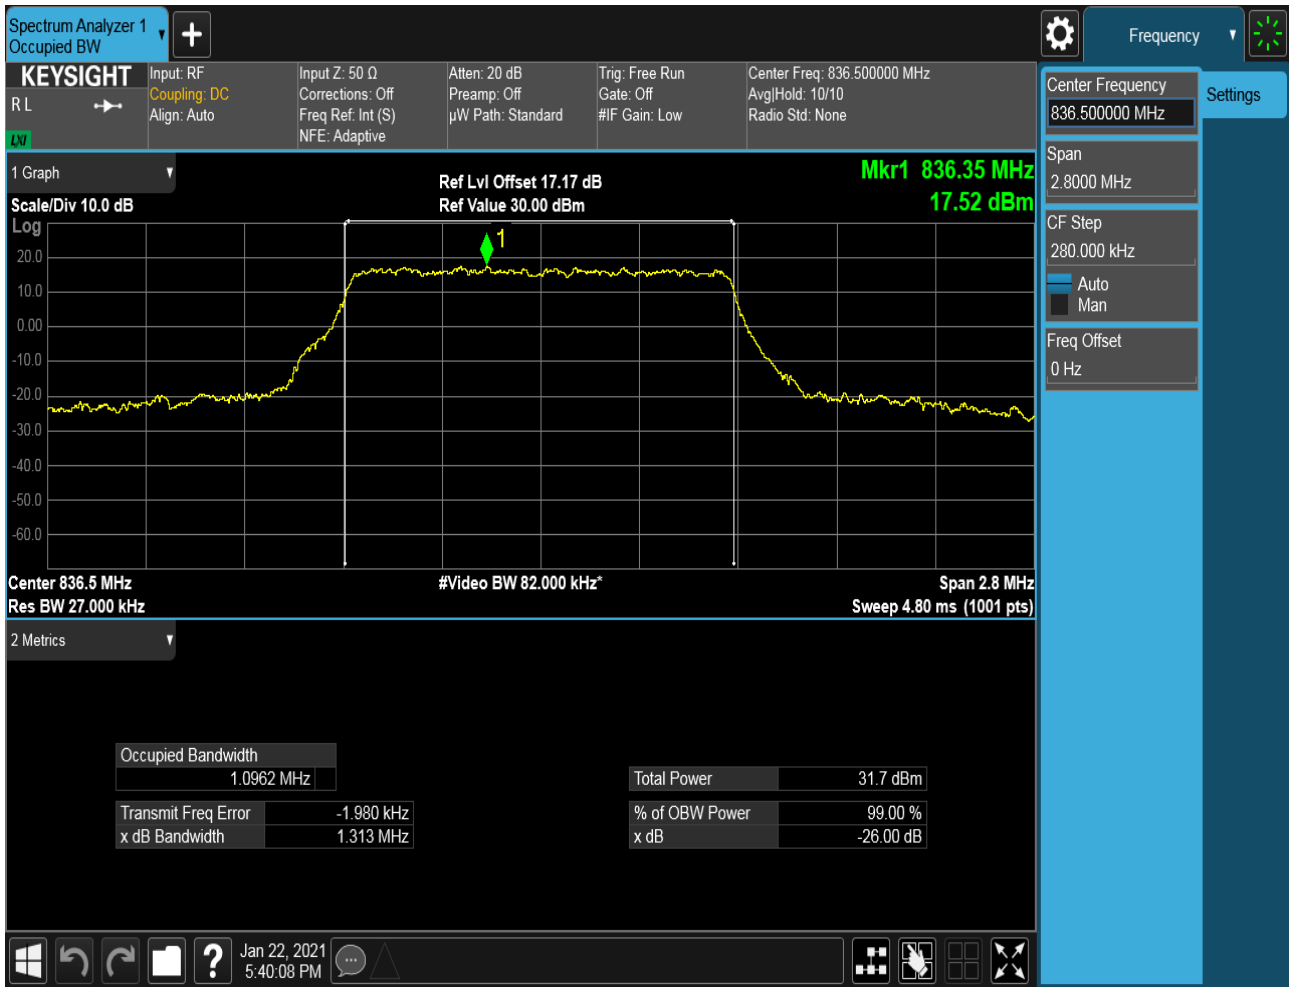 Spectrum Analyzer 1
Occupied BW
Frequency
KEYSIGHT
R L
LXI
Input: RF
Coupling: DC
Align: Auto
Input Z: 50 Ω
Corrections: Off
Freq Ref: Int (S)
NFE: Adaptive
Atten: 20 dB
Preamp: Off
µW Path: Standard
Trig: Free Run
Gate: Off
#IF Gain: Low
Center Freq: 836.500000 MHz
Avg|Hold: 10/10
Radio Std: None
Center Frequency
836.500000 MHz
Settings
Span
2.8000 MHz
CF Step
280.000 kHz
Auto
Man
Freq Offset
0 Hz
1 Graph
Scale/Div 10.0 dB
Ref Lvl Offset 17.17 dB
Ref Value 30.00 dBm
Mkr1 836.35 MHz
17.52 dBm
Log
20.0
10.0
0.00
-10.0
-20.0
-30.0
-40.0
-50.0
-60.0
1
Center 836.5 MHz
#Video BW 82.000 kHz*
Span 2.8 MHz
Res BW 27.000 kHz
Sweep 4.80 ms (1001 pts)
2 Metrics
Occupied Bandwidth
1.0962 MHz
Total Power 31.7 dBm
Transmit Freq Error -1.980 kHz
% of OBW Power 99.00 %
x dB Bandwidth 1.313 MHz
x dB -26.00 dB
Jan 22, 2021
5:40:08 PM